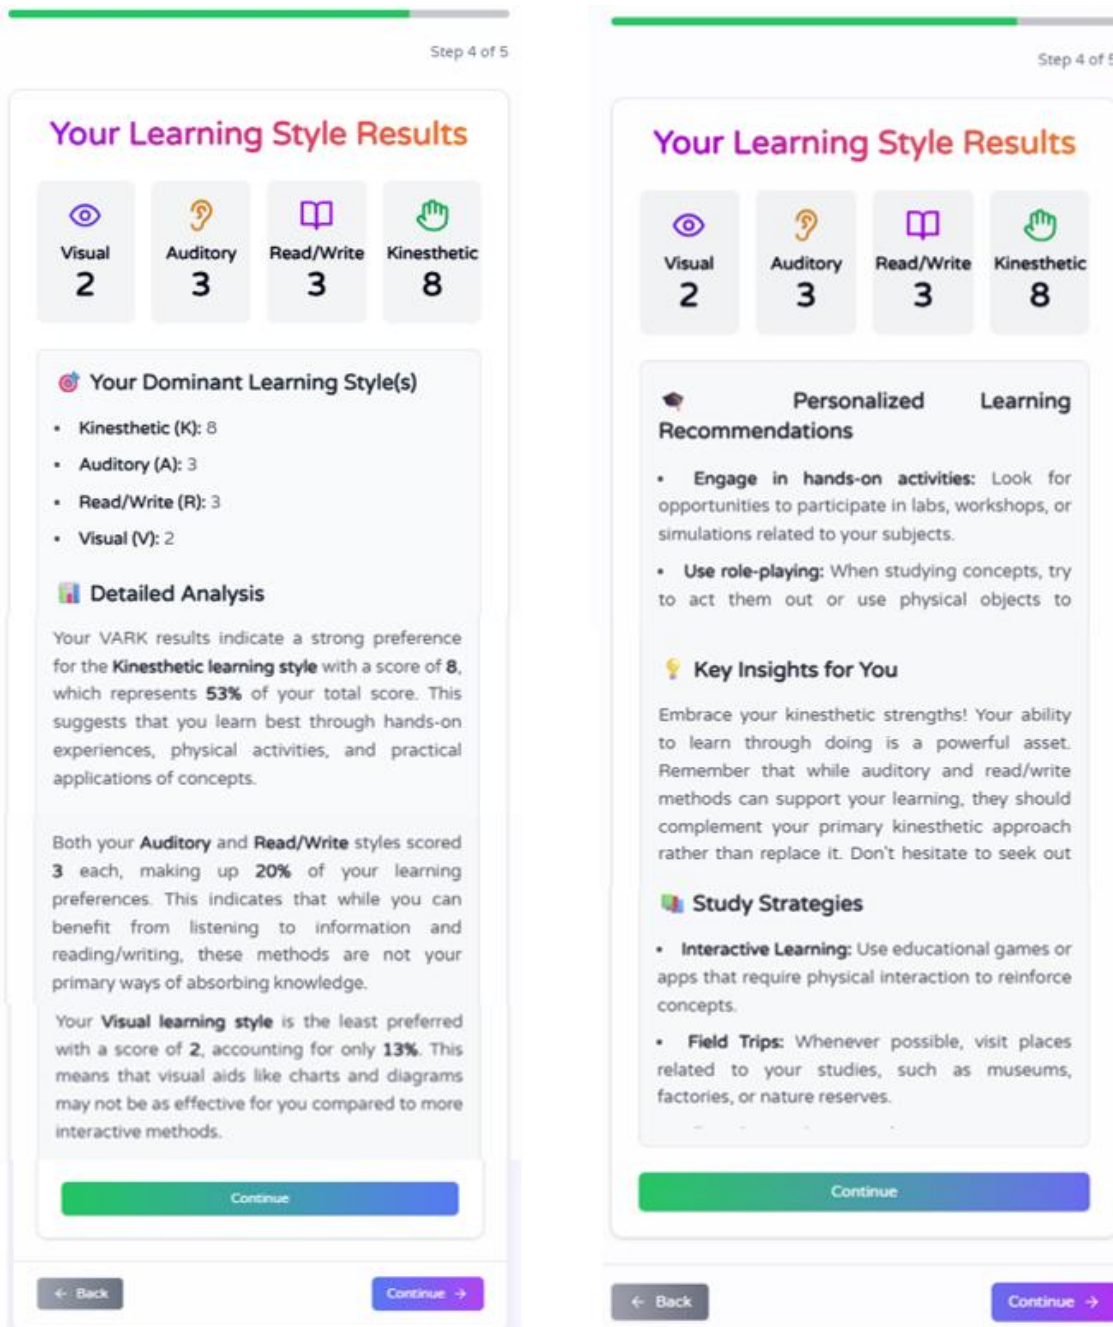 Step 4 of 5
Your Learning Style Results
Visual
2
Auditory
3
Read/Write
3
Kinesthetic
8
Your Dominant Learning Style(s)
• Kinesthetic (K): 8
• Auditory (A): 3
• Read/Write (R): 3
• Visual (V): 2
Detailed Analysis
Your VARK results indicate a strong preference
for the Kinesthetic learning style with a score of 8,
which represents 53% of your total score. This
suggests that you learn best through hands-on
experiences, physical activities, and practical
applications of concepts.
Both your Auditory and Read/Write styles scored
3 each, making up 20% of your learning
preferences. This indicates that while you can
benefit from listening to information and
reading/writing, these methods are not your
primary ways of absorbing knowledge.
Your Visual learning style is the least preferred
with a score of 2, accounting for only 13%. This
means that visual aids like charts and diagrams
may not be as effective for you compared to more
interactive methods.
Continue
← Back
Continue →
Step 4 of 5
Your Learning Style Results
Visual
2
Auditory
3
Read/Write
3
Kinesthetic
8
Personalized Learning
Recommendations
• Engage in hands-on activities: Look for
opportunities to participate in labs, workshops, or
simulations related to your subjects.
• Use role-playing: When studying concepts, try
to act them out or use physical objects to
Key Insights for You
Embrace your kinesthetic strengths! Your ability
to learn through doing is a powerful asset.
Remember that while auditory and read/write
methods can support your learning, they should
complement your primary kinesthetic approach
rather than replace it. Don't hesitate to seek out
Study Strategies
• Interactive Learning: Use educational games or
apps that require physical interaction to reinforce
concepts.
• Field Trips: Whenever possible, visit places
related to your studies, such as museums,
factories, or nature reserves.
Continue
← Back
Continue →